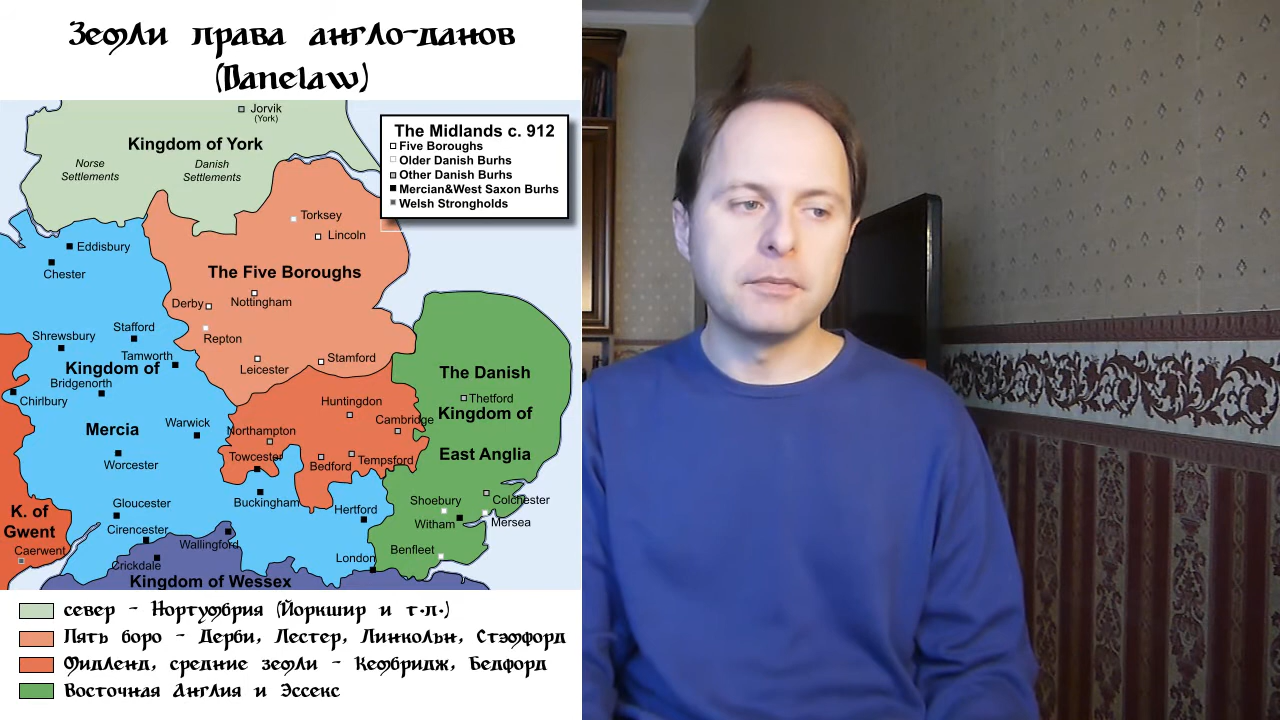 Земли права англо-данов
(Danelaw)
Jorvik
(York)
Kingdom of York
Norse
Settlements
Danish
Settlements
The Midlands c. 912
Five Boroughs
Older Danish Burhs
Other Danish Burhs
Mercian&West Saxon Burhs
Welsh Strongholds
Torksey
Lincoln
Eddisbury
Chester
The Five Boroughs
Derby
Nottingham
Repton
Stafford
Shrewsbury
Tamworth
Kingdom of
Leicester
Stamford
Bridgenorth
Chirlbury
The Danish
Thetford
Kingdom of
East Anglia
Huntingdon
Cambridge
Mercia
Warwick
Northampton
Worcester
Towcester
Bedford
Tempsford
Buckingham
Gloucester
Hertford
Shoebury
Colchester
Witham
Mersea
K. of
Gwent
Cirencester
Wallingford
Caerwent
Crickdale
London
Benfleet
Kingdom of Wessex
север - Нортумбрия (Йоркшир и т.п.)
Пять боро - Дерби, Лестер, Линкольн, Стэмфорд
Мидленд, средние земли - Кембридж, Бедфорд
Восточная Англия и Эссекс